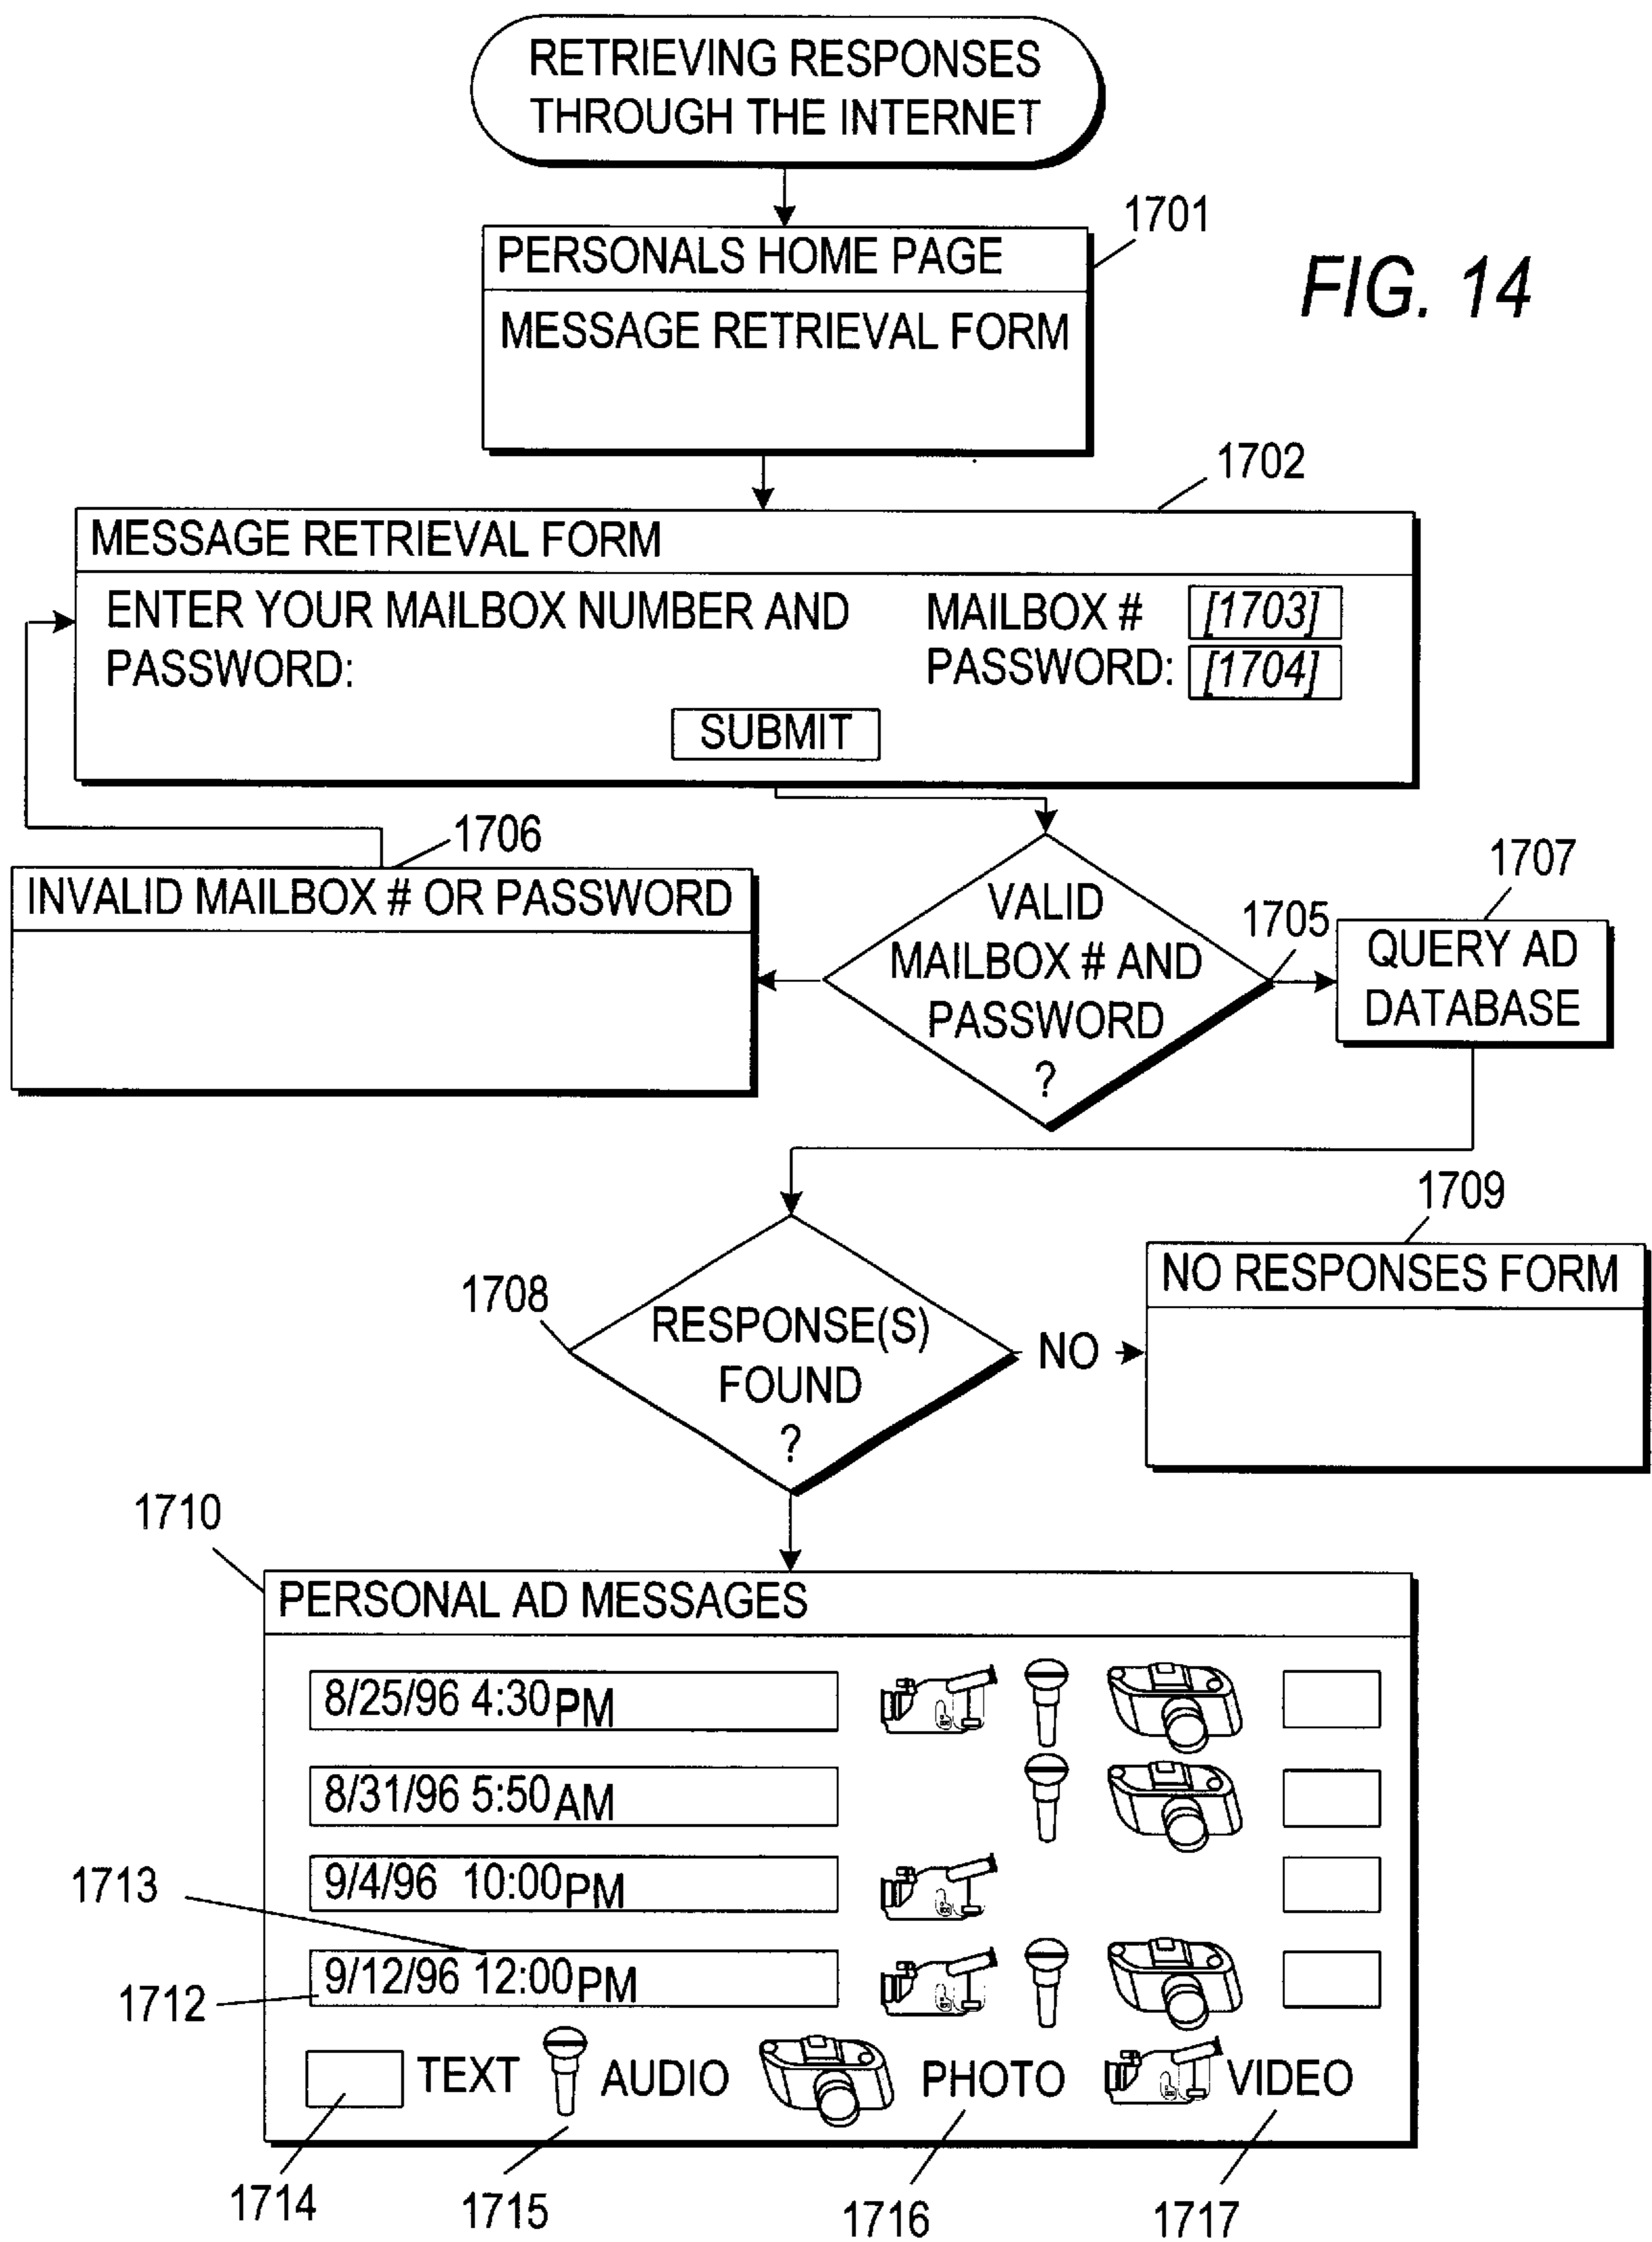 RETRIEVING RESPONSES
THROUGH THE INTERNET
1701
PERSONALS HOME PAGE
FIG. 14
MESSAGE RETRIEVAL FORM
1702
MESSAGE RETRIEVAL FORM
ENTER YOUR MAILBOX NUMBER AND
PASSWORD:
MAILBOX # [1703]
PASSWORD: [1704]
SUBMIT
1706
INVALID MAILBOX # OR PASSWORD
VALID
MAILBOX # AND
PASSWORD
?
1705
1707
QUERY AD
DATABASE
1709
NO RESPONSES FORM
1708
RESPONSE(S)
FOUND
?
NO
1710
PERSONAL AD MESSAGES
8/25/96 4:30PM
8/31/96 5:50AM
9/4/96 10:00PM
1713
9/12/96 12:00PM
1712
TEXT AUDIO PHOTO VIDEO
1714 1715 1716 1717